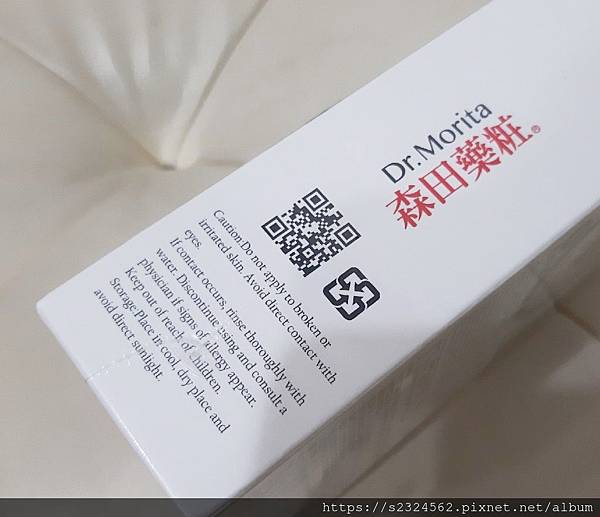 Dr.Morita
森田藥粧®
Caution:Do not apply to broken or
irritated skin. Avoid direct contact with
eyes.
If contact occurs, rinse thoroughly with
water. Discontinue using and consult a
physician if signs of allergy appear.
Keep out of reach of children.
Storage:Place in cool, dry place and
avoid direct sunlight.
https://s2324562.pixnet.net/album